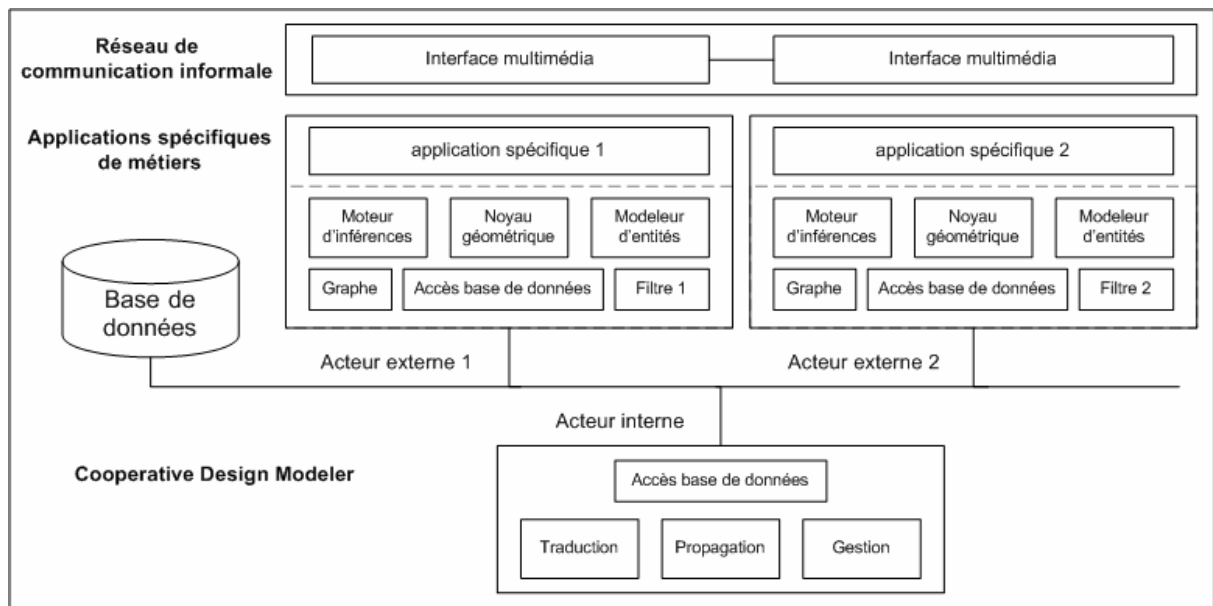 Réseau de
communication informale
Interface multimédia
Interface multimédia
Applications spécifiques
de métiers
application spécifique 1
Moteur
d'inférences
Noyau
géométrique
Modeleur
d'entités
Graphe
Accès base de données
Filtre 1
application spécifique 2
Moteur
d'inférences
Noyau
géométrique
Modeleur
d'entités
Graphe
Accès base de données
Filtre 2
Base de
données
Acteur externe 1
Acteur externe 2
Acteur interne
Cooperative Design Modeler
Accès base de données
Traduction
Propagation
Gestion